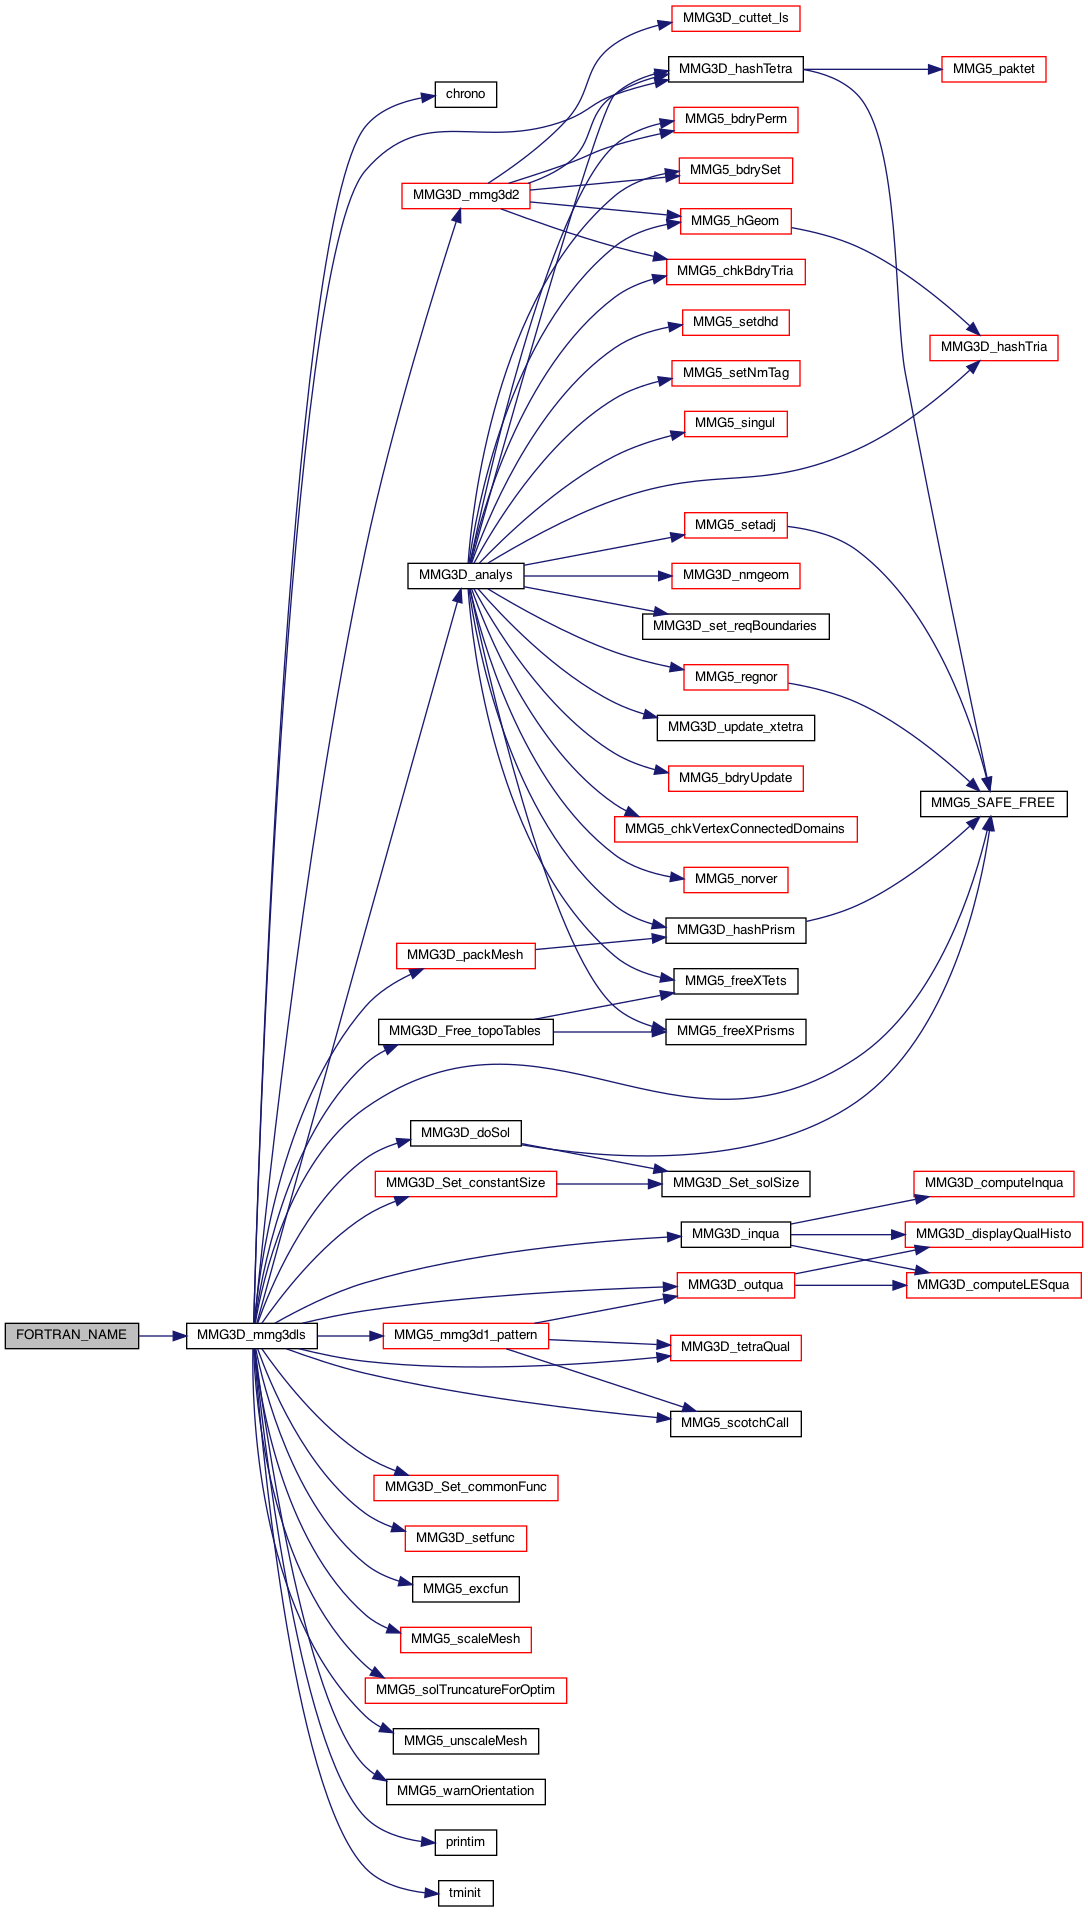 MMG3D_cuttet_ls
MMG3D_hashTetra
MMG5_paktet
chrono
MMG5_bdryPerm
MMG5_bdrySet
MMG3D_mmg3d2
MMG5_hGeom
MMG5_chkBdryTria
MMG5_setdhd
MMG3D_hashTria
MMG5_setNmTag
MMG5_singul
MMG5_setadj
MMG3D_analys
MMG3D_nmgeom
MMG3D_set_reqBoundaries
MMG5_regnor
MMG3D_update_xtetra
MMG5_bdryUpdate
MMG5_SAFE_FREE
MMG5_chkVertexConnectedDomains
MMG5_norver
MMG3D_hashPrism
MMG3D_packMesh
MMG5_freeXTets
MMG3D_Free_topoTables
MMG5_freeXPrisms
MMG3D_doSol
MMG3D_Set_constantSize
MMG3D_Set_solSize
MMG3D_computeInqua
MMG3D_inqua
MMG3D_displayQualHisto
MMG3D_outqua
MMG3D_computeLESqua
FORTRAN_NAME
MMG3D_mmg3dls
MMG5_mmg3d1_pattern
MMG3D_tetraQual
MMG5_scotchCall
MMG3D_Set_commonFunc
MMG3D_setfunc
MMG5_excfun
MMG5_scaleMesh
MMG5_solTruncatureForOptim
MMG5_unscaleMesh
MMG5_warnOrientation
printim
tminit